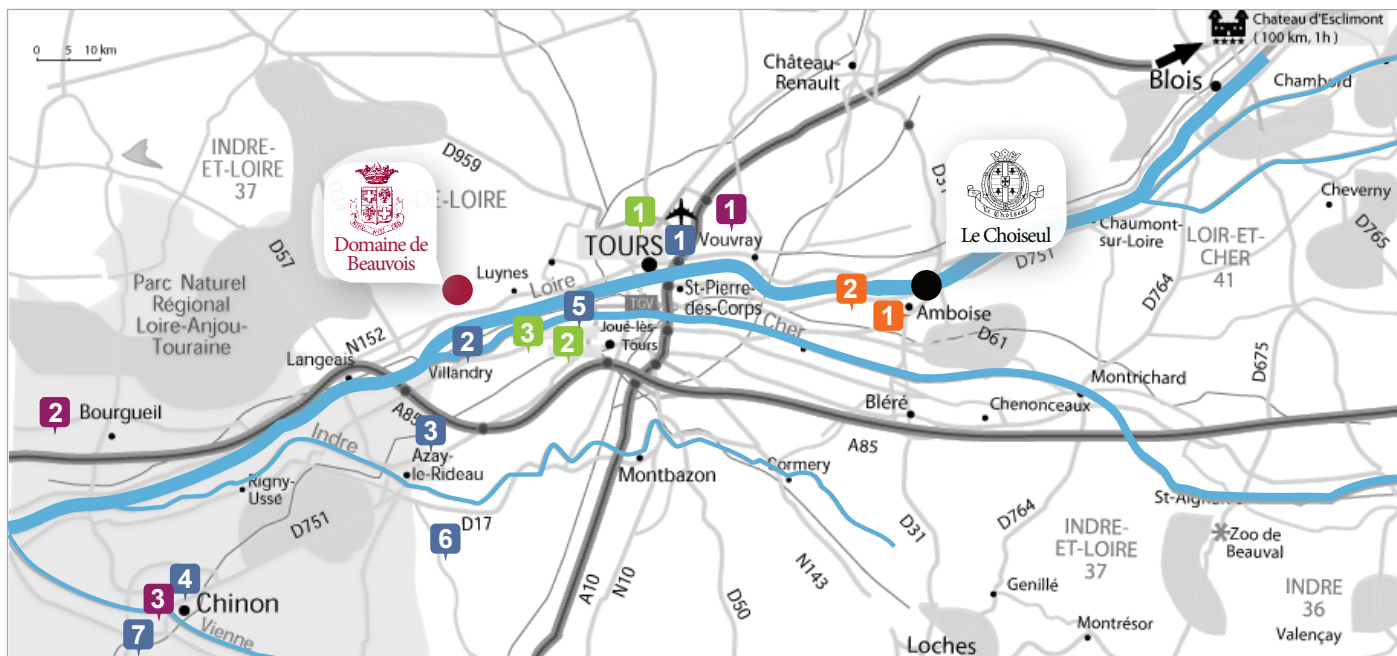 0 5 10 km
Chateau d'Esclimont
( 100 km, 1h )
Château-
Renault
Blois
Chambord
INDRE-
ET-LOIRE
37
D959
-DE-LOIRE
D31
Domaine de
Beauvois
Le Choiseul
Le Choiseul
Cheverny
D765
1
1
1
TOURS
Vouvray
Chaumont-
sur-Loire
LOIR-ET-
CHER
41
D751
D57
Luynes
Loire
Parc Naturel
Régional
Loire-Anjou-
Touraine
TGV
St-Pierre-
des-Corps
2
1
Amboise
D764
5
3
2
Joué-lès-
Tours
Cher
D61
D675
N152
2
Villandry
Langeais
Montrichard
2
Bourgueil
A85
3
Azay-
le-Rideau
Indre
Bléré
Chenonceaux
A85
Rigny-
Ussé
Montbazon
Cormery
D751
D17
6
D31
D764
St-Aignan
Zoo de
Beauval
INDRE-
ET-LOIRE
37
A10
N10
D50
N143
Genillé
INDRE
36
Valençay
4
3
Chinon
Vienne
7
Loches
Montrésor